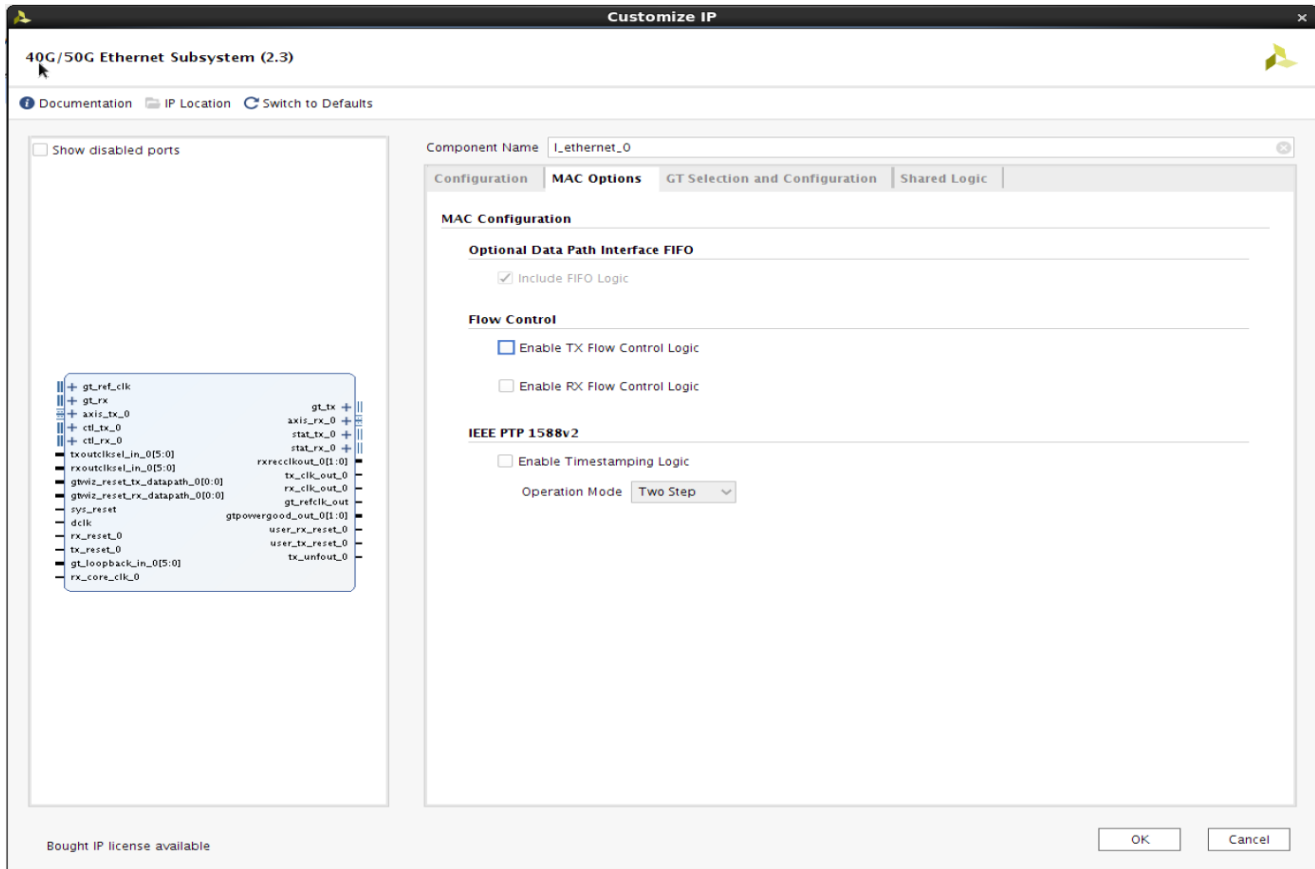 Customize IP
40G/50G Ethernet Subsystem (2.3)
Documentation IP Location Switch to Defaults
Show disabled ports
gt_ref_clk
gt_rx
axis_tx_0
ctl_tx_0
ctl_rx_0
txoutclksel_in_0[5:0]
rxoutclksel_in_0[5:0]
gtwiz_reset_tx_datapath_0[0:0]
gtwiz_reset_rx_datapath_0[0:0]
sys_reset
dclk
rx_reset_0
tx_reset_0
gt_loopback_in_0[5:0]
rx_core_clk_0
gt_tx
axis_rx_0
stat_tx_0
stat_rx_0
rxrecclkout_0[1:0]
tx_clk_out_0
rx_clk_out_0
gt_refclk_out
gtpowergood_out_0[1:0]
user_rx_reset_0
user_tx_reset_0
tx_unfout_0
Component Name l_ethernet_0
Configuration MAC Options GT Selection and Configuration Shared Logic
MAC Configuration
Optional Data Path Interface FIFO
Include FIFO Logic
Flow Control
Enable TX Flow Control Logic
Enable RX Flow Control Logic
IEEE PTP 1588v2
Enable Timestamping Logic
Operation Mode Two Step
Bought IP license available
OK Cancel